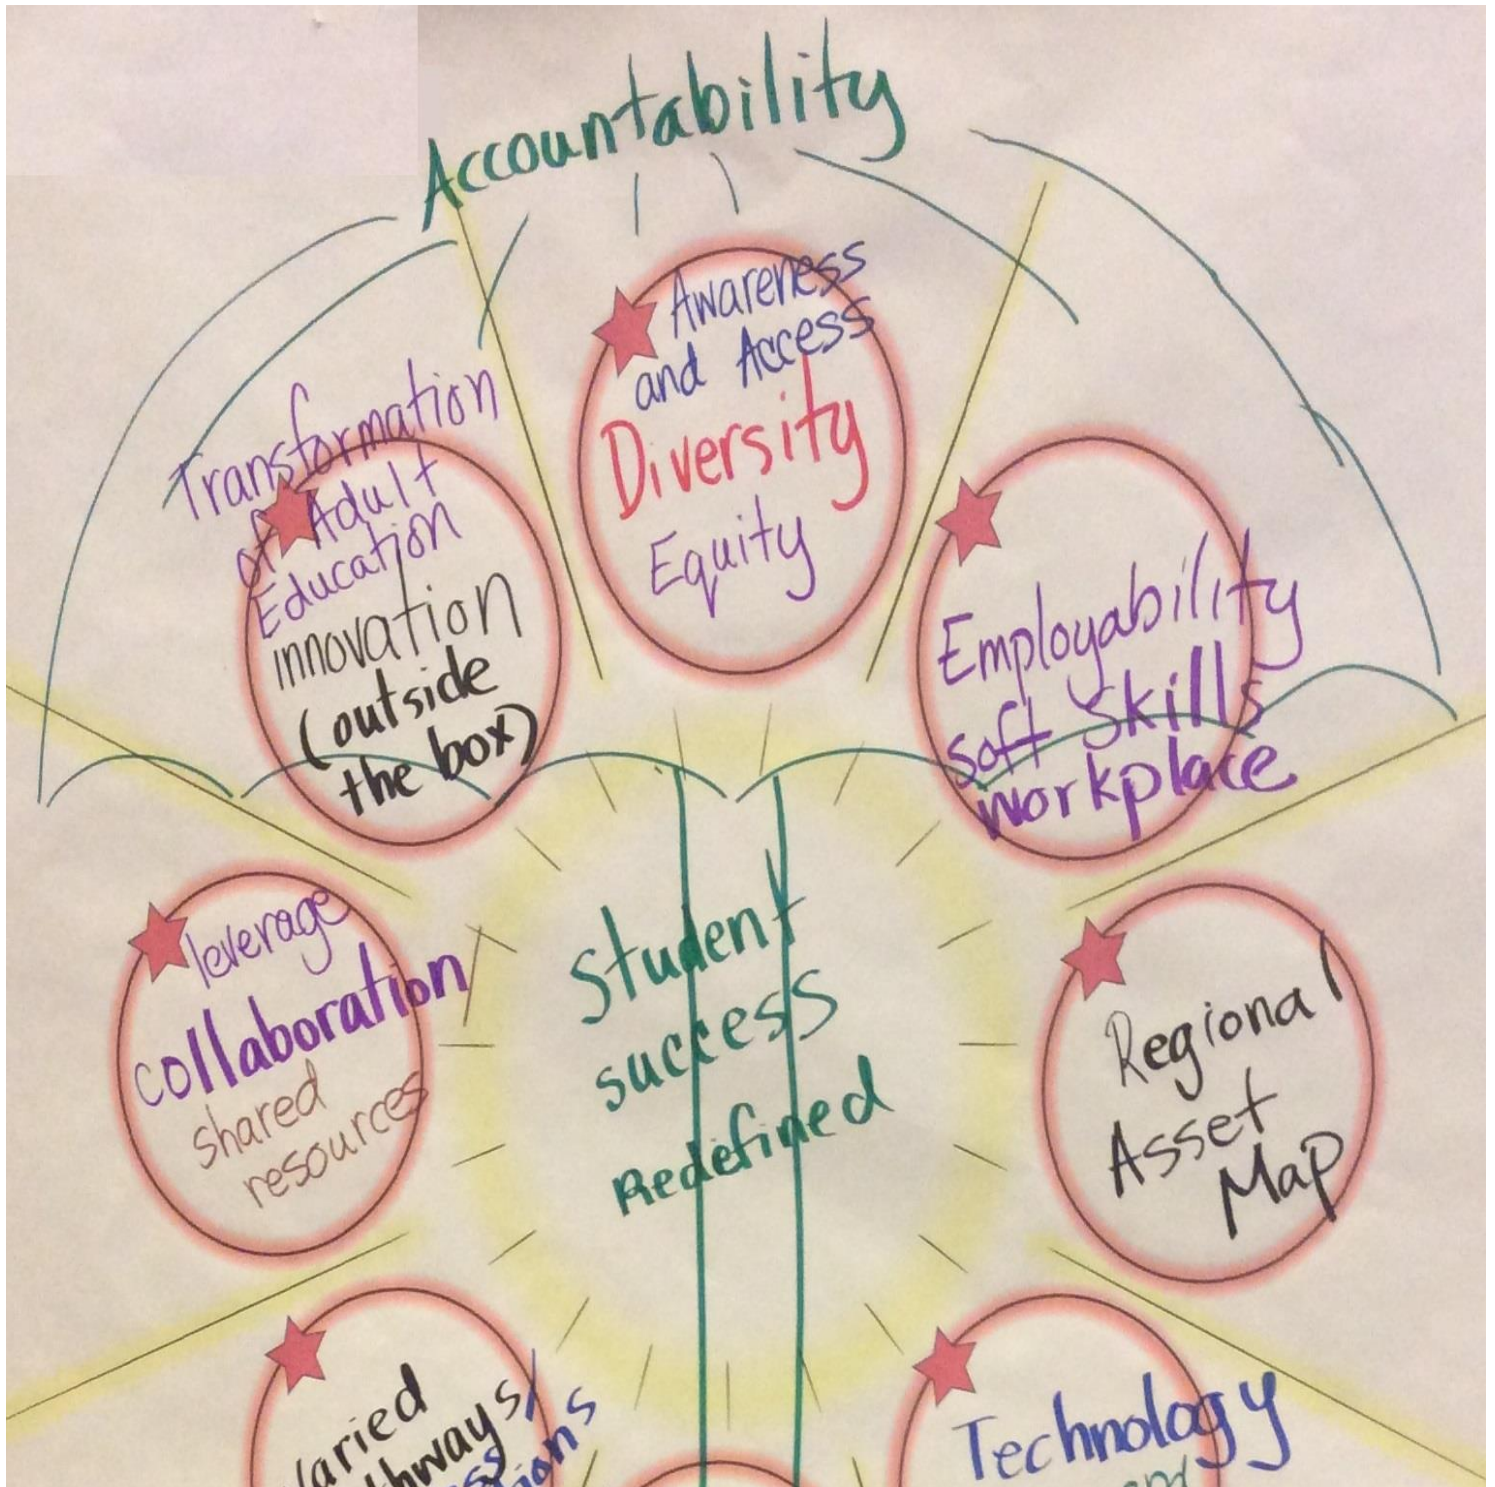 Accountability
Awareness
and Access
Diversity
Equity
Transformation
of Adult
Education
innovation
(outside
the box)
Employability
Soft Skills
workplace
leverage
collaboration
shared
resources
Student
success
Redefined
Regional
Asset
Map
Technology